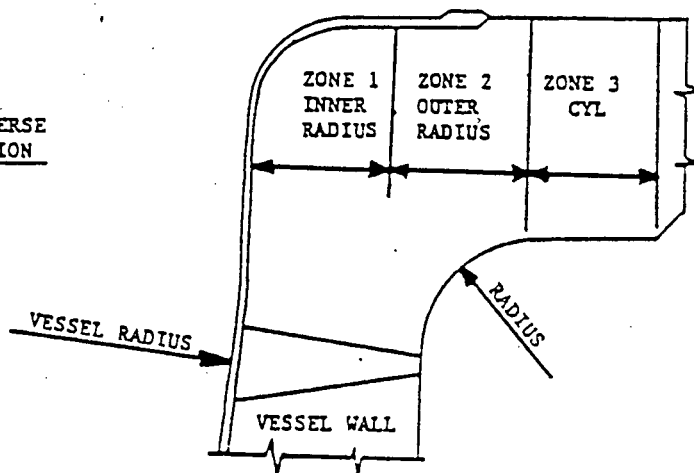 ZONE 1
INNER
RADIUS
ZONE 2
OUTER
RADIUS
ZONE 3
CYL
ERSE
ION
RADIUS
VESSEL RADIUS
VESSEL WALL